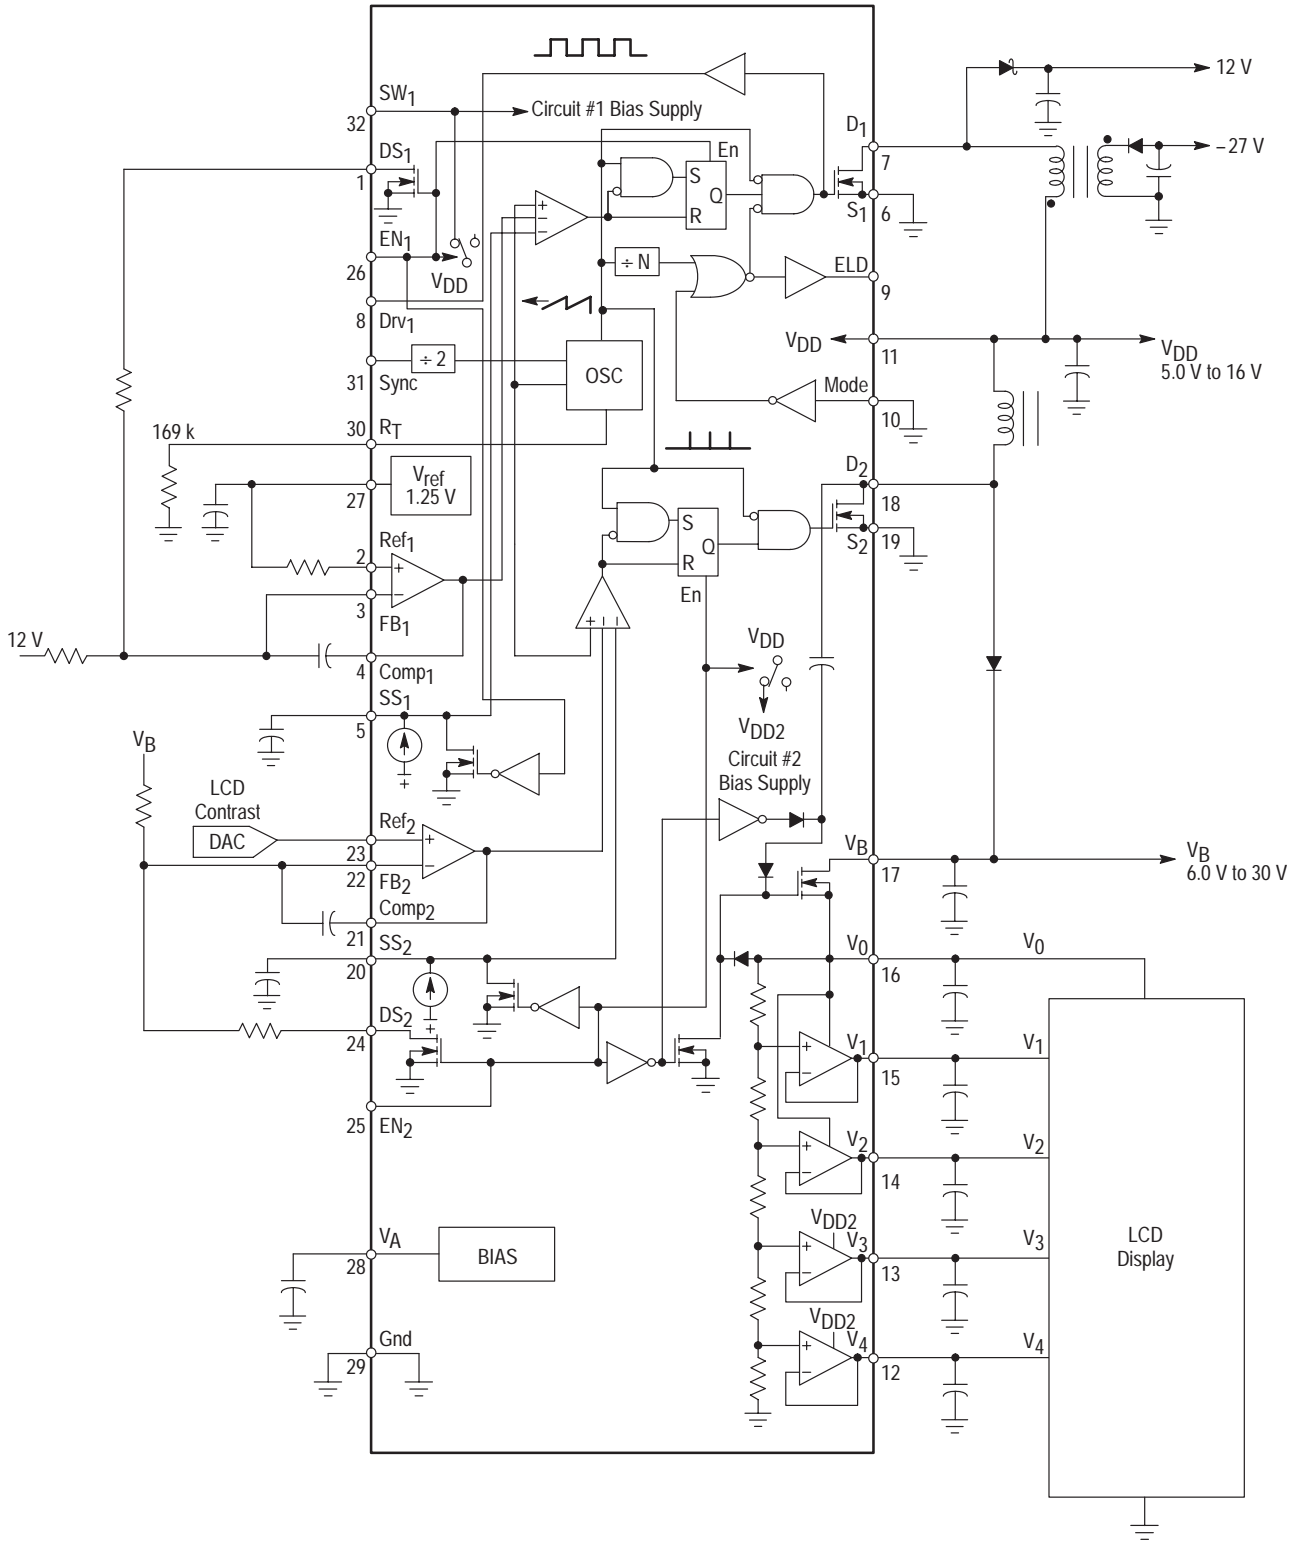 SW1
32
Circuit #1 Bias Supply
12 V
D1
7
DS1
1
En
S
Q
R
S1
6
–27 V
+
–
–
EN1
26
VDD
÷ N
ELD
9
8
Drv1
VDD
11
VDD
5.0 V to 16 V
31
Sync
÷ 2
OSC
Mode
10
30
RT
169 k
27
Vref
1.25 V
D2
18
S
Q
R
En
S2
19
Ref1
2
+
–
3
FB1
+
–
–
12 V
4
Comp1
VDD
VDD2
Circuit #2
Bias Supply
SS1
5
+
VB
LCD
Contrast
DAC
Ref2
23
+
–
22
FB2
VB
17
VB
6.0 V to 30 V
Comp2
21
SS2
20
+
V0
16
V0
DS2
24
+
–
V1
15
V1
25
EN2
+
–
V2
14
V2
VA
28
BIAS
VDD2
+
–
V3
13
V3
LCD
Display
Gnd
29
VDD2
+
–
V4
12
V4